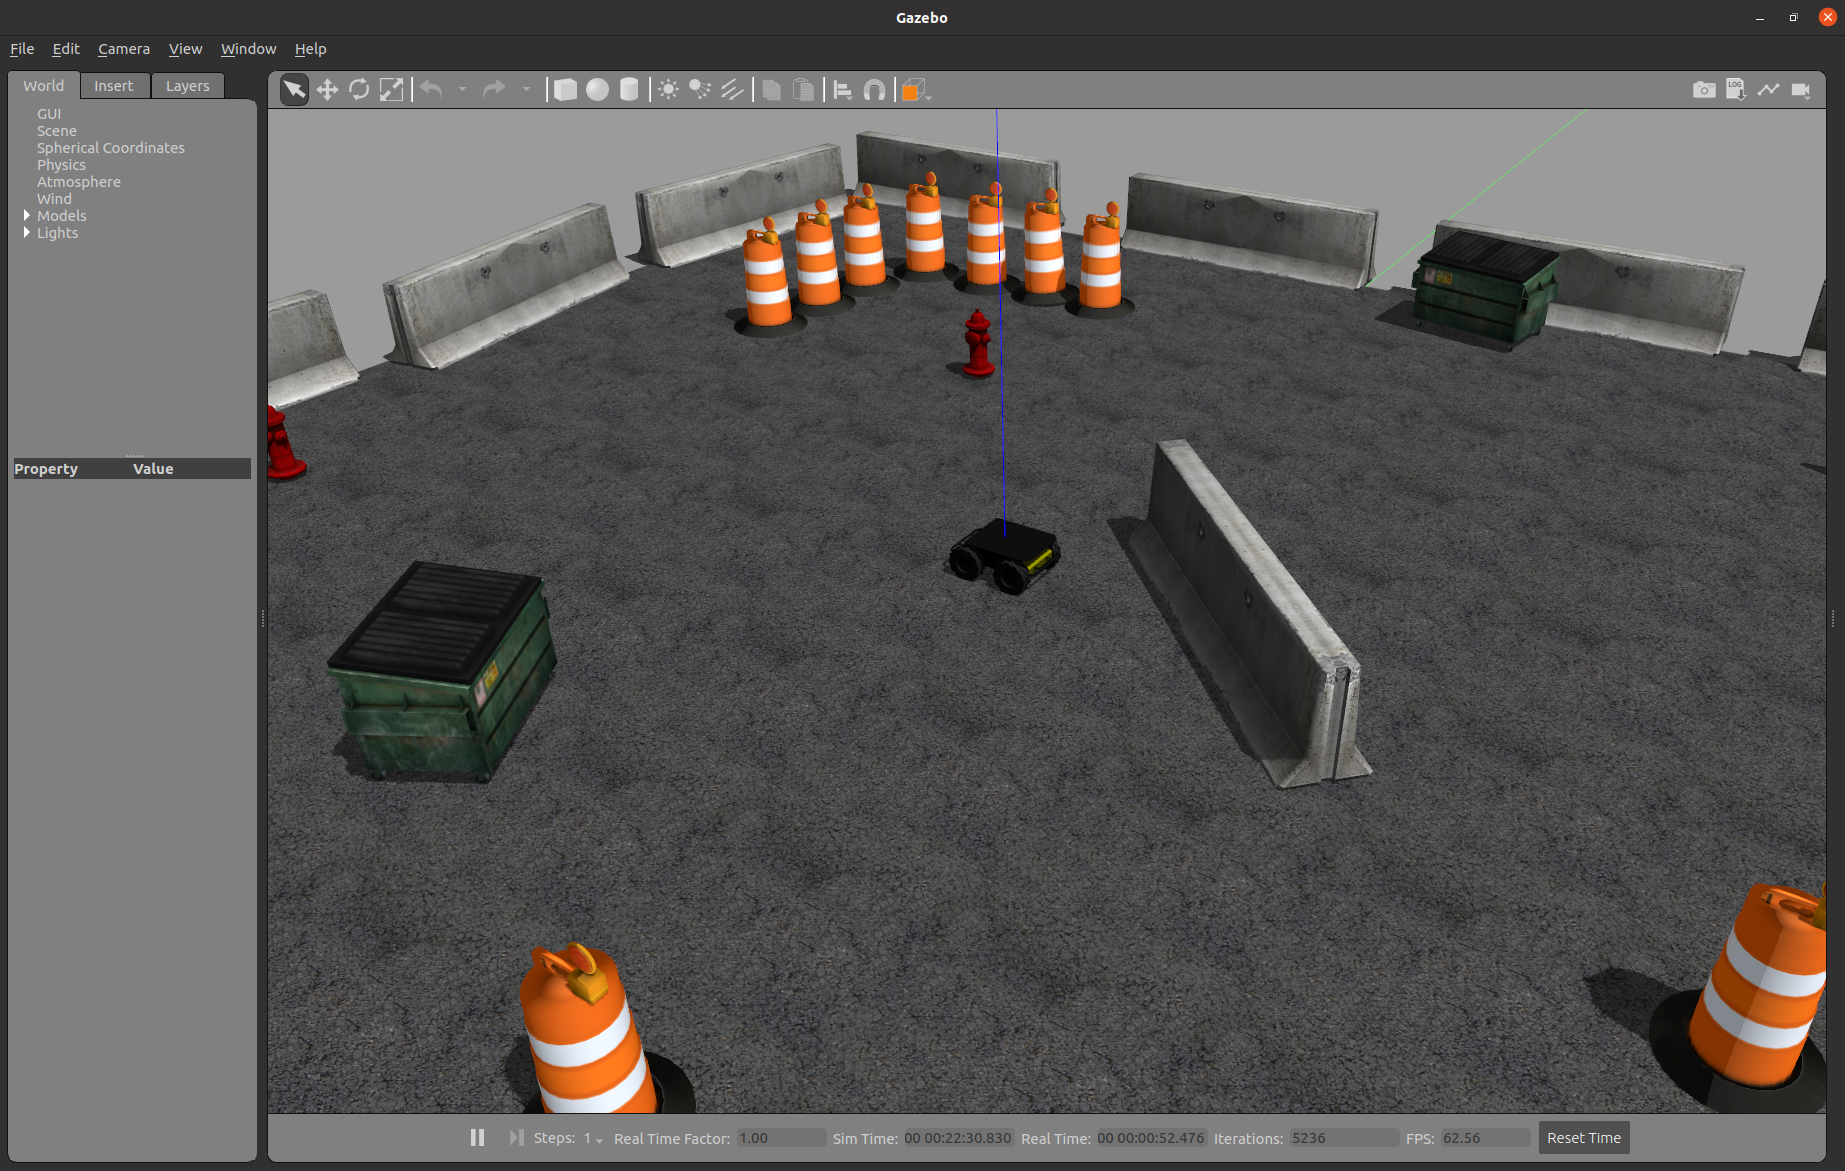 Gazebo
File Edit Camera View Window Help
World Insert Layers
LOG
GUI
Scene
Spherical Coordinates
Physics
Atmosphere
Wind
Models
Lights
Property Value
Steps: 1 Real Time Factor: 1.00 Sim Time: 00 00:22:30.830 Real Time: 00 00:00:52.476 Iterations: 5236 FPS: 62.56 Reset Time